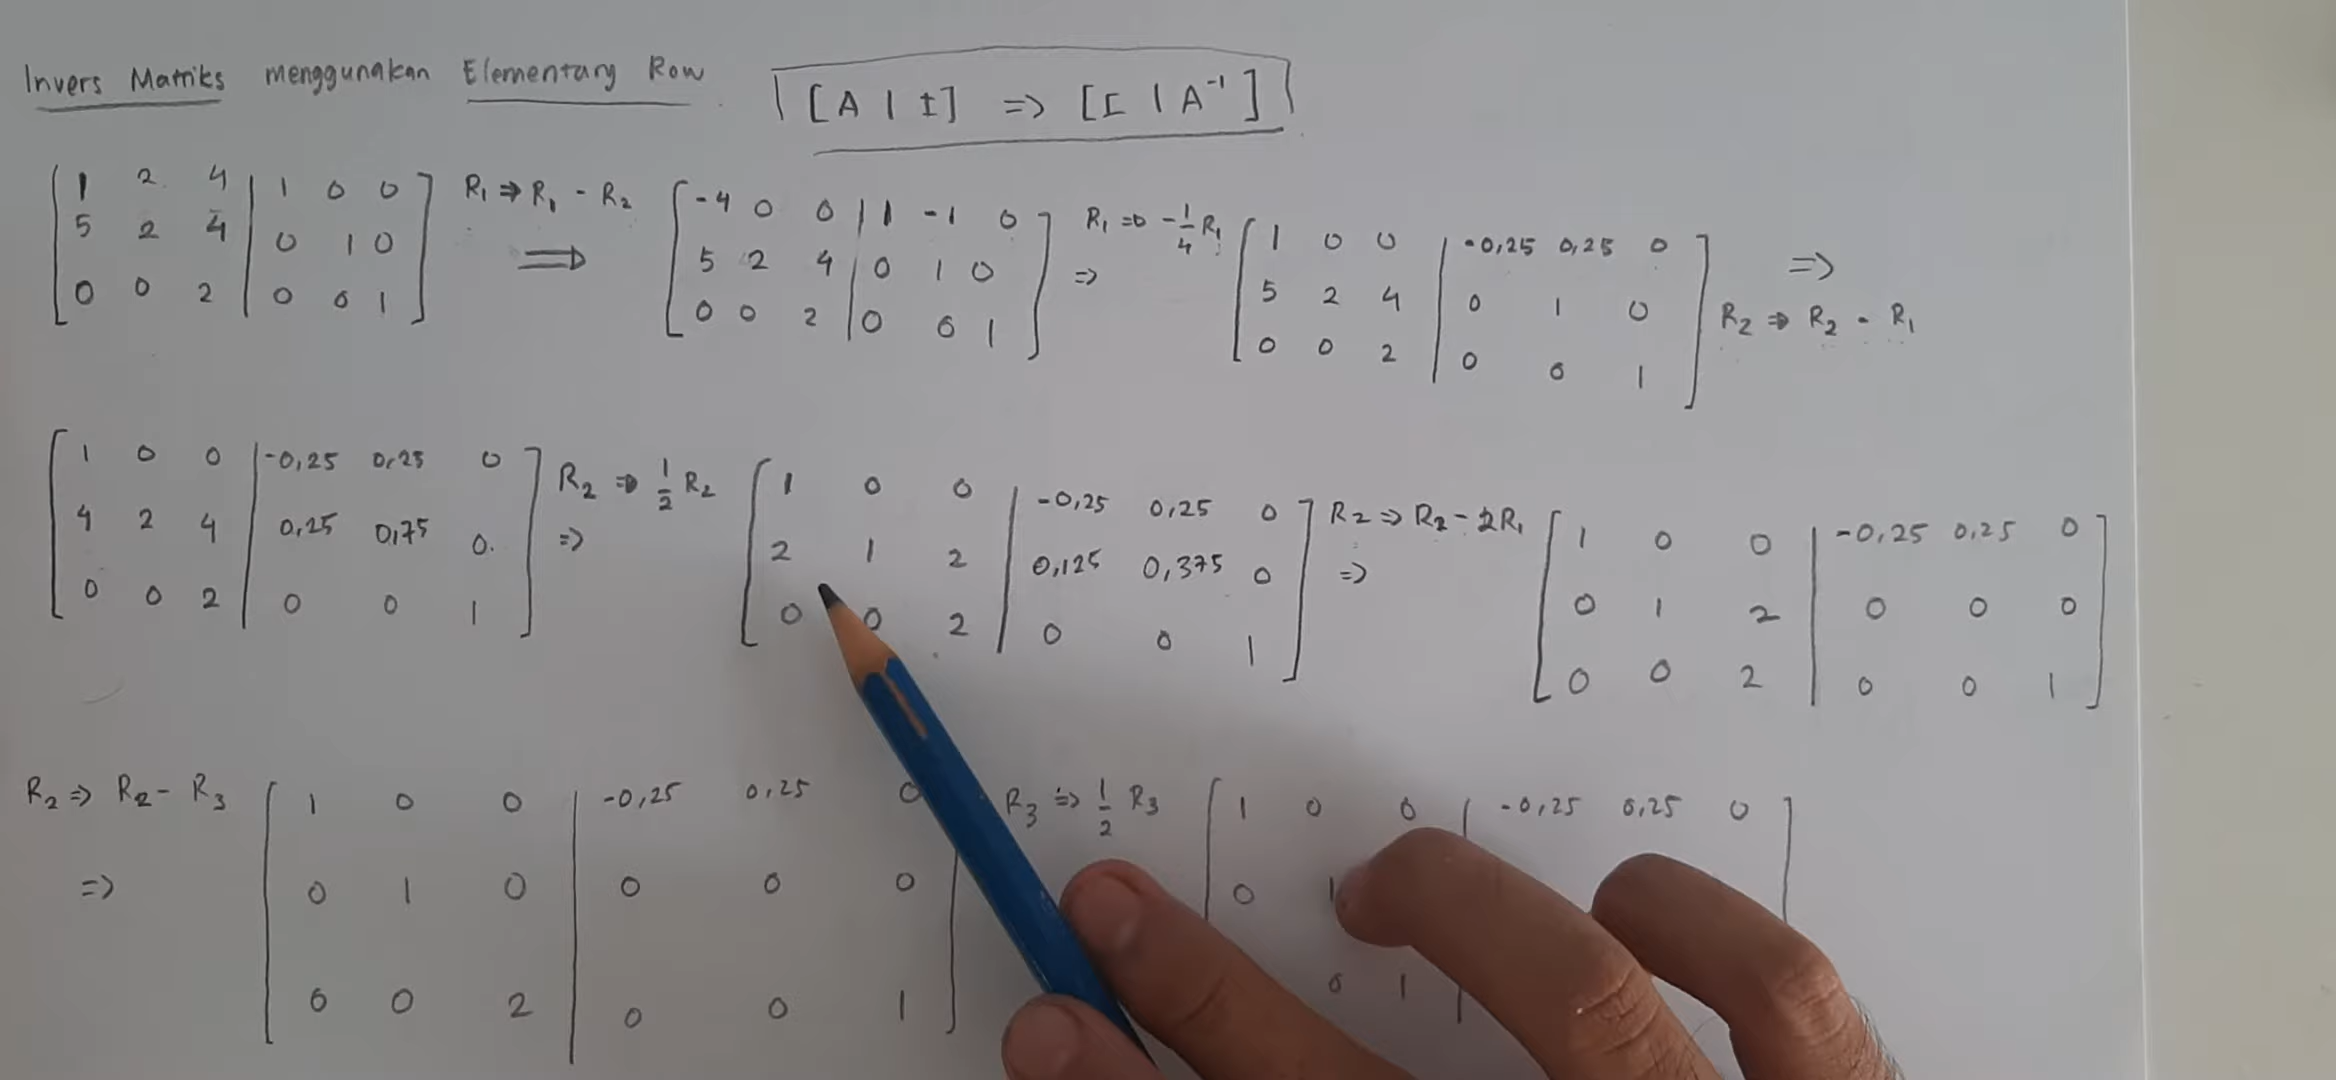 Invers Matriks menggunakan Elementary Row [A | I] => [I | A⁻¹]
1 2 4 | 1 0 0 R₁ => R₁ - R₂ -4 0 0 | 1 -1 0 R₁ => -1/4 R₁ 1 0 0 | -0,25 0,25 0 =>
5 2 4 | 0 1 0 => 5 2 4 | 0 1 0 => 5 2 4 | 0 1 0 R₂ => R₂ - R₁
0 0 2 | 0 0 1 0 0 2 | 0 0 1 0 0 2 | 0 0 1
1 0 0 | -0,25 0,25 0 R₂ => 1/2 R₂ 1 0 0 | -0,25 0,25 0 R₂ => R₂ - 2R₁ 1 0 0 | -0,25 0,25 0
4 2 4 | 0,25 0,75 0. => 2 1 2 | 0,125 0,375 0 => 0 1 2 | 0 0 0
0 0 2 | 0 0 1 0 0 2 | 0 0 1 0 0 2 | 0 0 1
R₂ => R₂ - R₃ 1 0 0 | -0,25 0,25 0 R₃ => 1/2 R₃ 1 0 0 | -0,25 0,25 0
=> 0 1 0 | 0 0 0 0 1
0 0 2 | 0 0 1 0 1